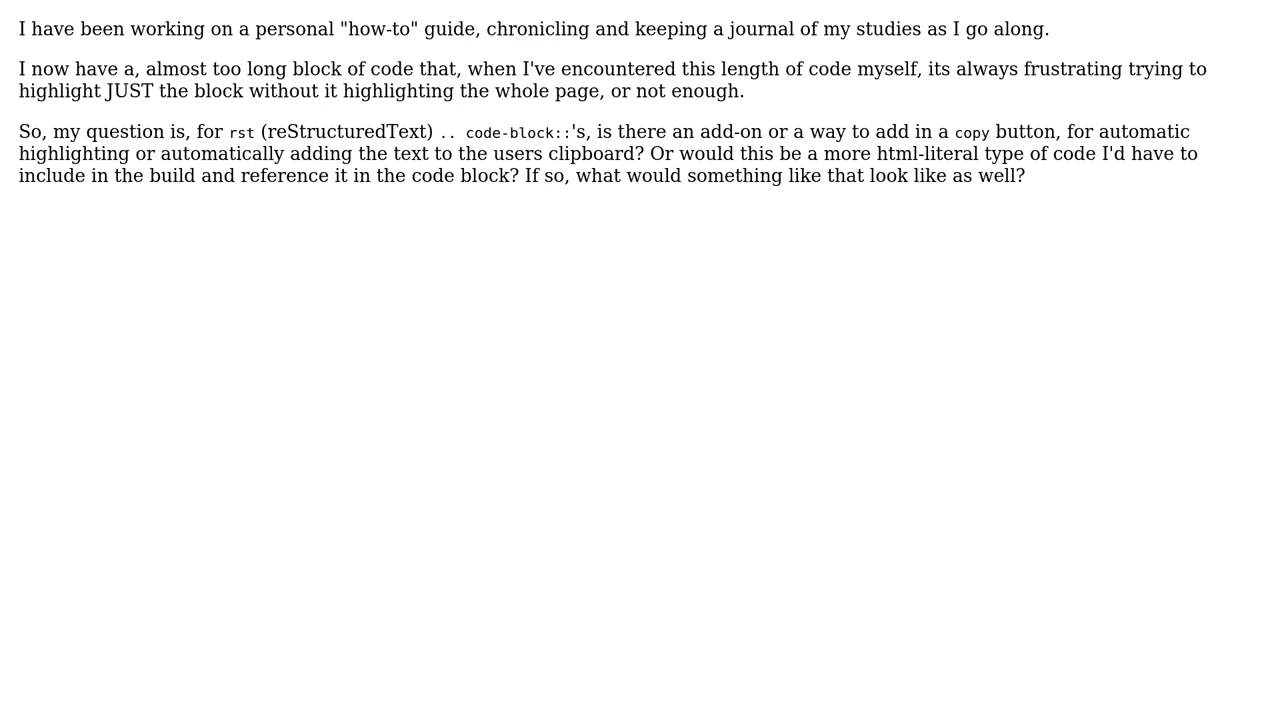 I have been working on a personal "how-to" guide, chronicling and keeping a journal of my studies as I go along.
I now have a, almost too long block of code that, when I've encountered this length of code myself, its always frustrating trying to
highlight JUST the block without it highlighting the whole page, or not enough.
So, my question is, for rst (reStructuredText) .. code-block::'s, is there an add-on or a way to add in a copy button, for automatic
highlighting or automatically adding the text to the users clipboard? Or would this be a more html-literal type of code I'd have to
include in the build and reference it in the code block? If so, what would something like that look like as well?